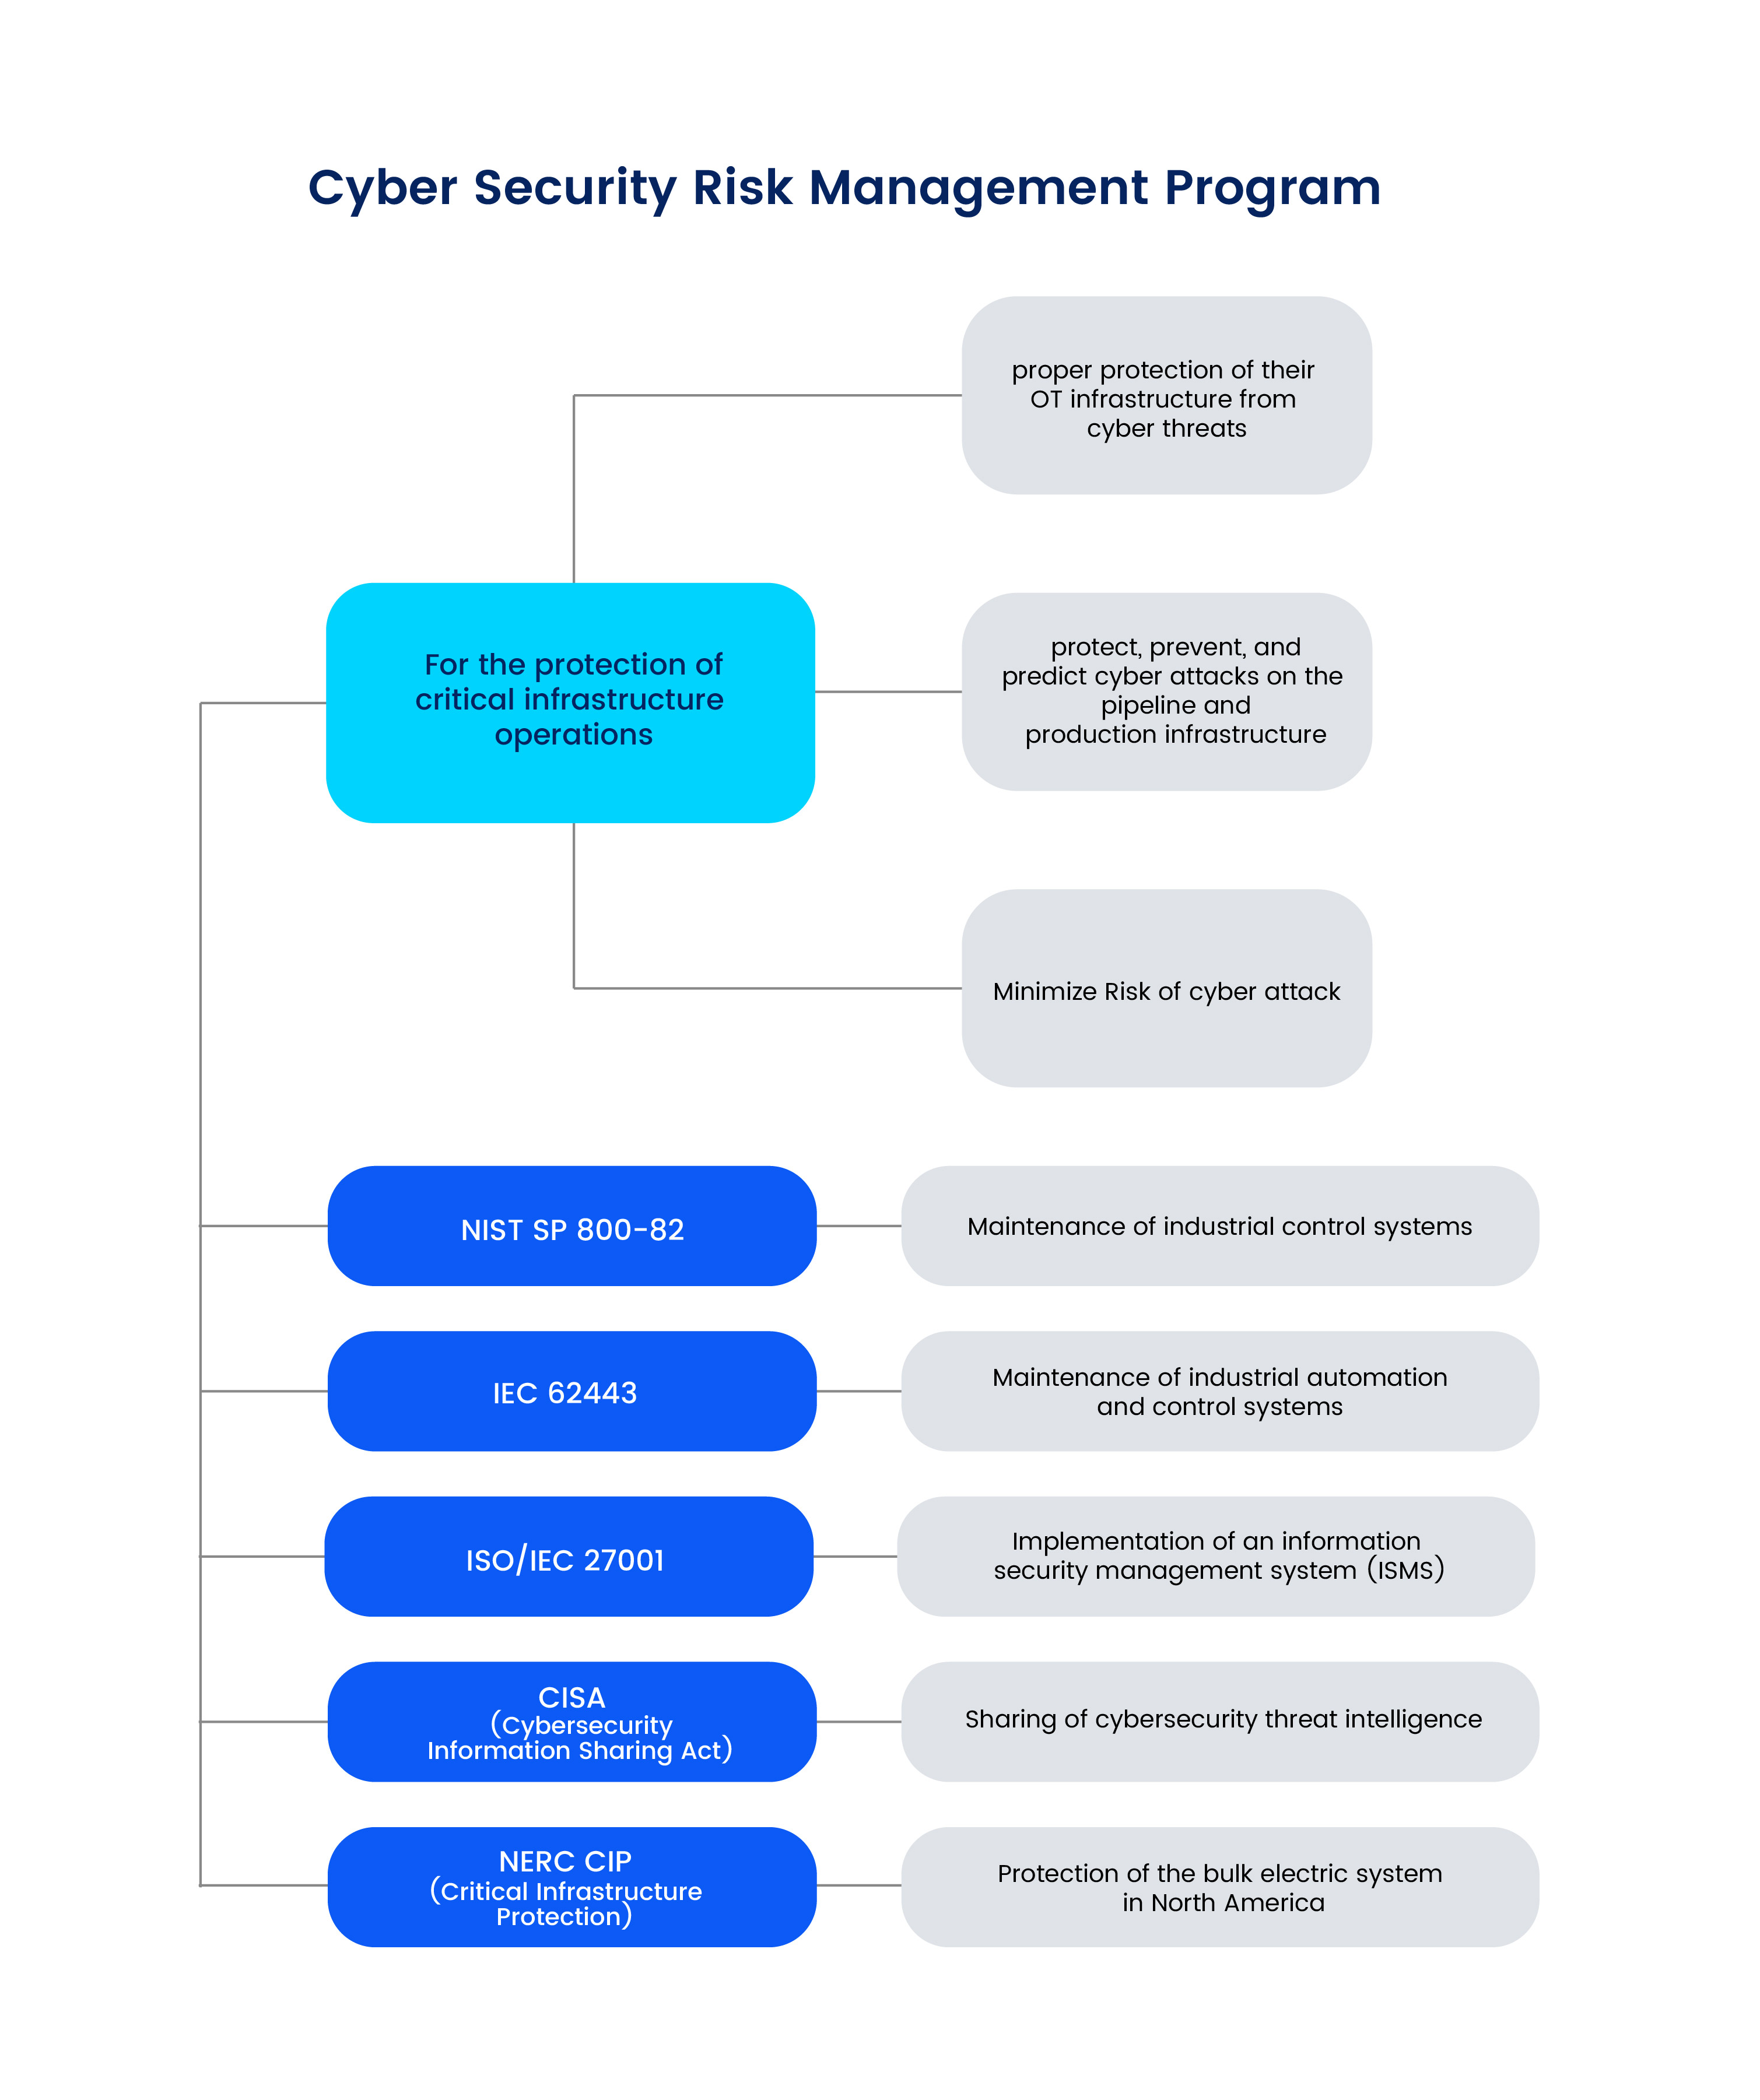 Cyber Security Risk Management Program
proper protection of their
OT infrastructure from
cyber threats
For the protection of
critical infrastructure
operations
protect, prevent, and
predict cyber attacks on the
pipeline and
production infrastructure
Minimize Risk of cyber attack
NIST SP 800-82
Maintenance of industrial control systems
IEC 62443
Maintenance of industrial automation
and control systems
ISO/IEC 27001
Implementation of an information
security management system (ISMS)
CISA
(Cybersecurity
Information Sharing Act)
Sharing of cybersecurity threat intelligence
NERC CIP
(Critical Infrastructure
Protection)
Protection of the bulk electric system
in North America